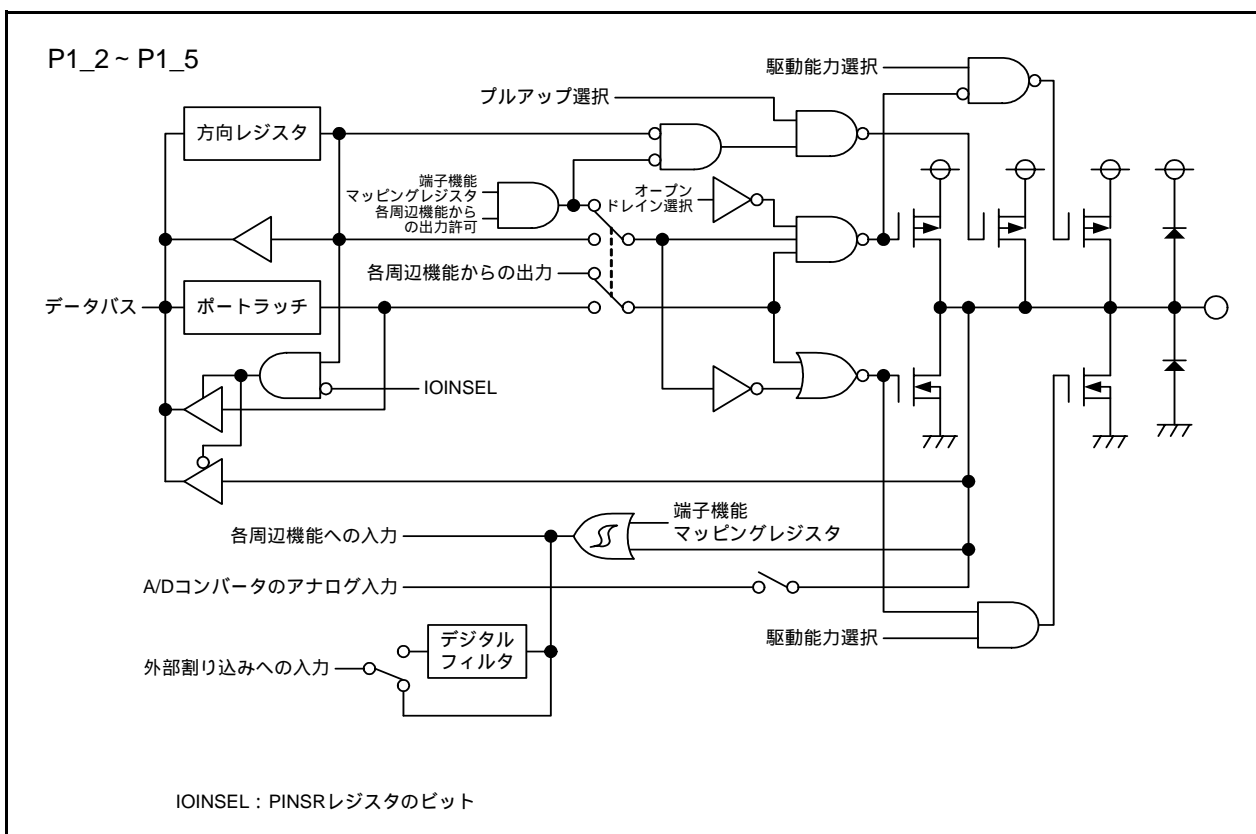 P1_2 ~ P1_5
駆動能力選択
プルアップ選択
方向レジスタ
端子機能
マッピングレジスタ
各周辺機能から
の出力許可
オープン
ドレイン選択
各周辺機能からの出力
データバス
ポートラッチ
IOINSEL
端子機能
マッピングレジスタ
各周辺機能への入力
A/Dコンバータのアナログ入力
駆動能力選択
デジタル
フィルタ
外部割り込みへの入力
IOINSEL : PINSRレジスタのビット